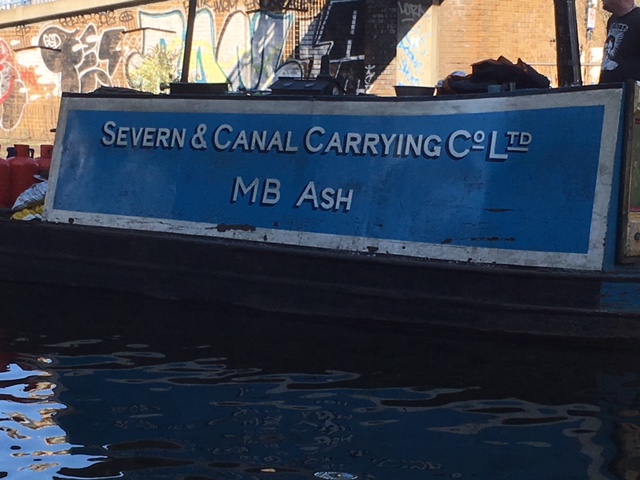 SEVERN & CANAL CARRYING CO LTD
MB ASH